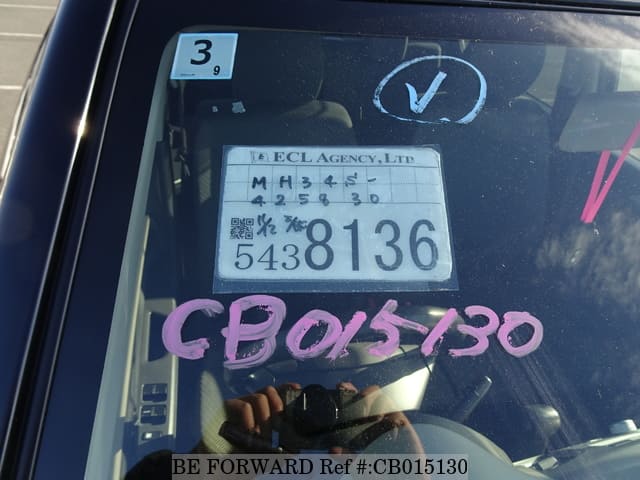 3
9
ECL AGENCY, LTD
MH34S-
425830
543 8136
CB015130
BE FORWARD Ref #:CB015130